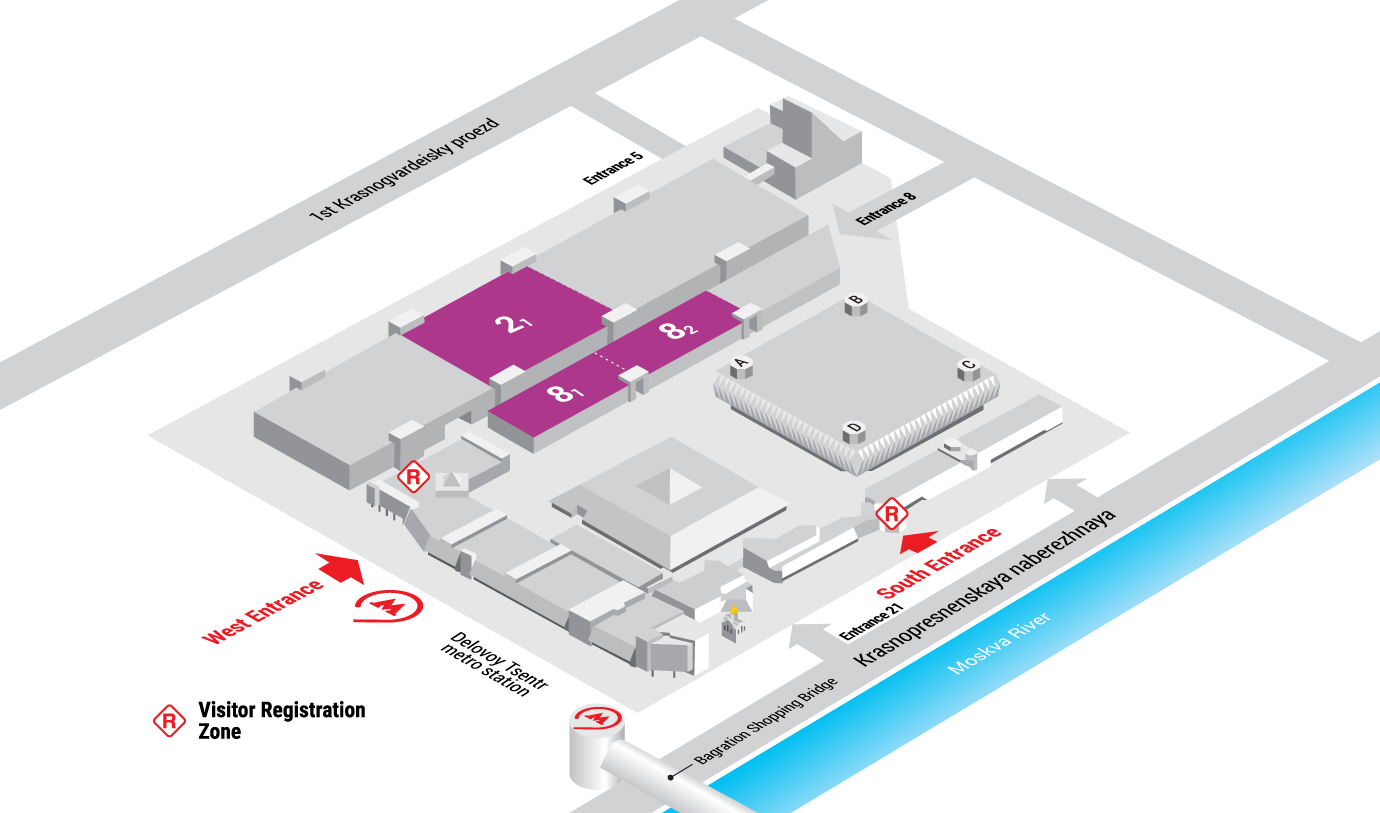 1st Krasnogvardeisky proezd
Entrance 5
Entrance 8
B
2₁
8₂
A
C
8₁
D
R
R
South Entrance
West Entrance
Entrance 21
Krasnopresnenskaya naberezhnaya
Moskva River
Delovoy Tsentr
metro station
Bagration Shopping Bridge
R
Visitor Registration
Zone